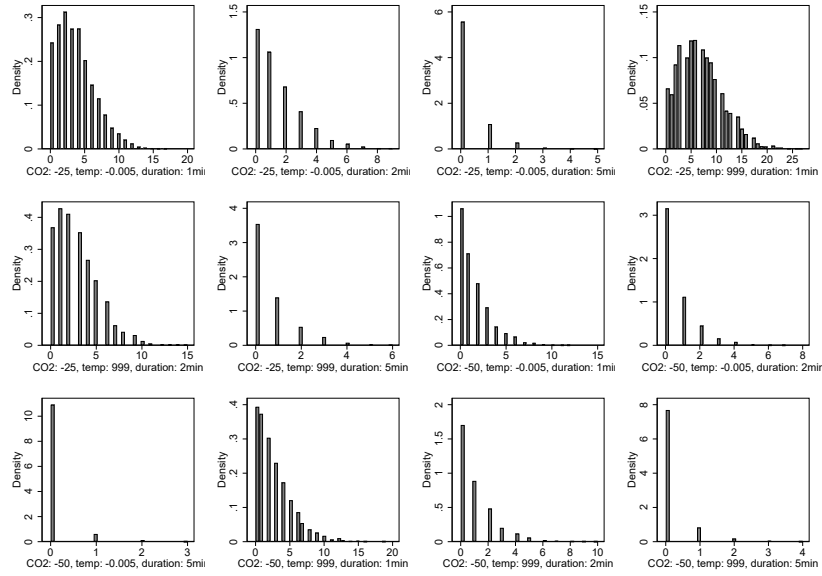 Density
0 .1 .2 .3
0 5 10 15 20
CO2: -25, temp: -0.005, duration: 1mi
Density
0 .5 1 1.5
0 2 4 6 8
CO2: -25, temp: -0.005, duration: 2mi
Density
0 2 4 6
0 1 2 3 4 5
CO2: -25, temp: -0.005, duration: 5mi
Density
0 .05 .1 .15
0 5 10 15 20 25
CO2: -25, temp: 999, duration: 1min
Density
0 .1 .2 .3 .4
0 5 10 15
CO2: -25, temp: 999, duration: 2min
Density
0 1 2 3 4
0 2 4 6
CO2: -25, temp: 999, duration: 5min
Density
0 .2 .4 .6 .8 1
0 5 10 15
CO2: -50, temp: -0.005, duration: 1mi
Density
0 1 2 3
0 2 4 6 8
CO2: -50, temp: -0.005, duration: 2mi
Density
0 2 4 6 8 10
0 1 2 3
CO2: -50, temp: -0.005, duration: 5mi
Density
0 .1 .2 .3 .4
0 5 10 15 20
CO2: -50, temp: 999, duration: 1min
Density
0 .5 1 1.5 2
0 2 4 6 8 10
CO2: -50, temp: 999, duration: 2min
Density
0 2 4 6 8
0 1 2 3 4
CO2: -50, temp: 999, duration: 5min